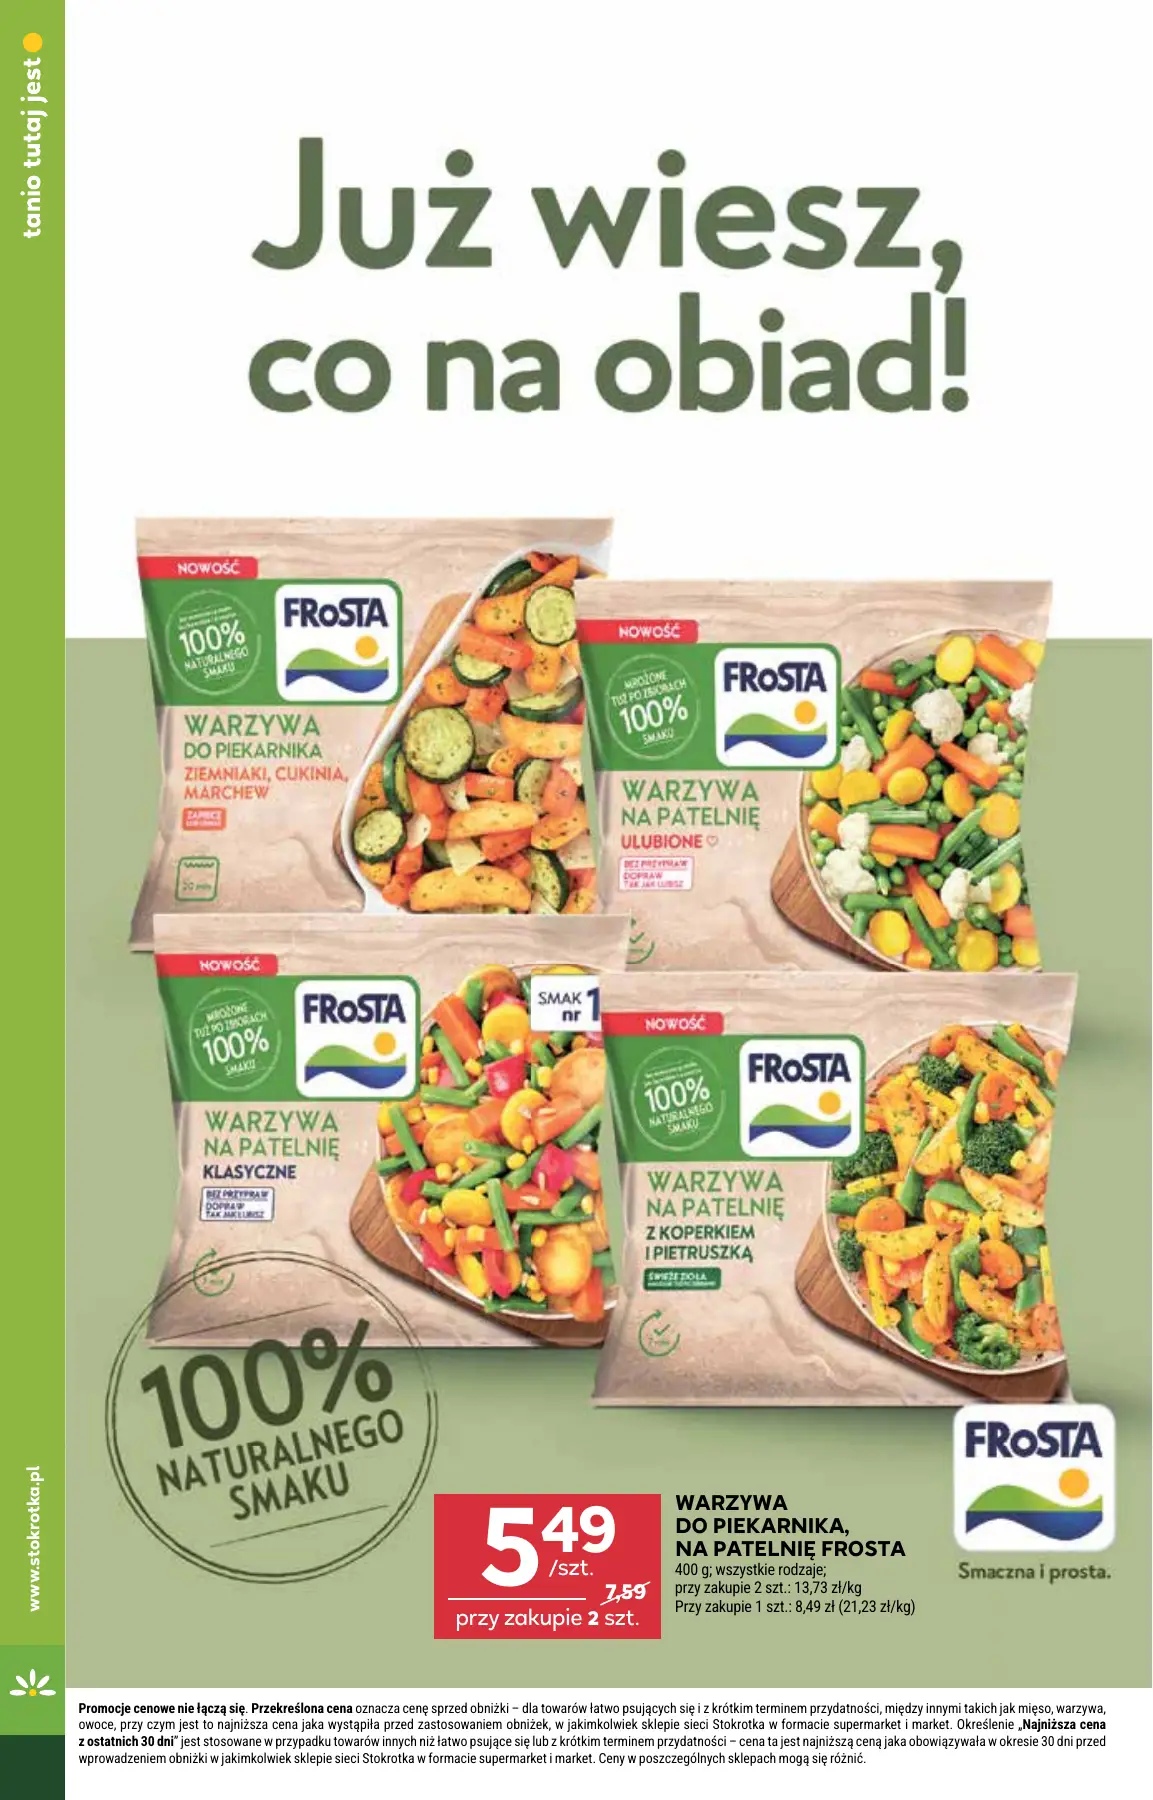 tanio tutaj jest
Już wiesz,
co na obiad!
NOWOŚĆ
FRoSTA
100%
NATURALNEGO
SMAKU
WARZYWA
DO PIEKARNIKA
ZIEMNIAKI, CUKINIA,
MARCHEW
20 min
NOWOŚĆ
FRoSTA
MROŻONE
TUŻ PO ZBIORACH
100%
SMAKU
WARZYWA
NA PATELNIĘ
ULUBIONE
BEZ PRZYPRAW
DOPRAW
TAK JAK LUBISZ
NOWOŚĆ
FRoSTA
SMAK
nr 1
MROŻONE
TUŻ PO ZBIORACH
100%
SMAKU
WARZYWA
NA PATELNIĘ
KLASYCZNE
BEZ PRZYPRAW
DOPRAW
TAK JAK LUBISZ
7 min
NOWOŚĆ
FRoSTA
100%
NATURALNEGO
SMAKU
WARZYWA
NA PATELNIĘ
Z KOPERKIEM
I PIETRUSZKĄ
ŚWIEŻE ZIOŁA
7 min
100%
NATURALNEGO
SMAKU
FRoSTA
Smaczna i prosta.
5 49
/szt.
7,59
przy zakupie 2 szt.
WARZYWA
DO PIEKARNIKA,
NA PATELNIĘ FROSTA
400 g; wszystkie rodzaje;
przy zakupie 2 szt.: 13,73 zł/kg
Przy zakupie 1 szt.: 8,49 zł (21,23 zł/kg)
www.stokrotka.pl
Promocje cenowe nie łączą się. Przekreślona cena oznacza cenę sprzed obniżki – dla towarów łatwo psujących się i z krótkim terminem przydatności, między innymi takich jak mięso, warzywa,
owoce, przy czym jest to najniższa cena jaka wystąpiła przed zastosowaniem obniżek, w jakimkolwiek sklepie sieci Stokrotka w formacie supermarket i market. Określenie „Najniższa cena
z ostatnich 30 dni” jest stosowane w przypadku towarów innych niż łatwo psujące się lub z krótkim terminem przydatności – cena ta jest najniższą ceną jaka obowiązywała w okresie 30 dni przed
wprowadzeniem obniżki w jakimkolwiek sklepie sieci Stokrotka w formacie supermarket i market. Ceny w poszczególnych sklepach mogą się różnić.